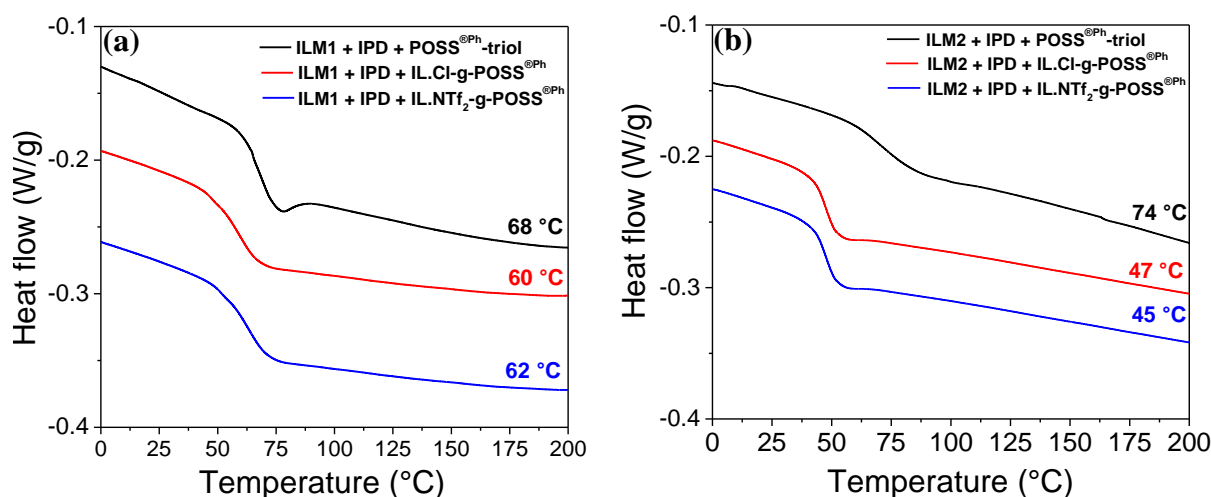 (a)
ILM1 + IPD + POSS®Ph-triol
ILM1 + IPD + IL.Cl-g-POSS®Ph
ILM1 + IPD + IL.NTf2-g-POSS®Ph
-0.1
-0.2
-0.3
-0.4
Heat flow (W/g)
68 °C
60 °C
62 °C
0 25 50 75 100 125 150 175 200
Temperature (°C)
(b)
ILM2 + IPD + POSS®Ph-triol
ILM2 + IPD + IL.Cl-g-POSS®Ph
ILM2 + IPD + IL.NTf2-g-POSS®Ph
-0.1
-0.2
-0.3
-0.4
Heat flow (W/g)
74 °C
47 °C
45 °C
0 25 50 75 100 125 150 175 200
Temperature (°C)